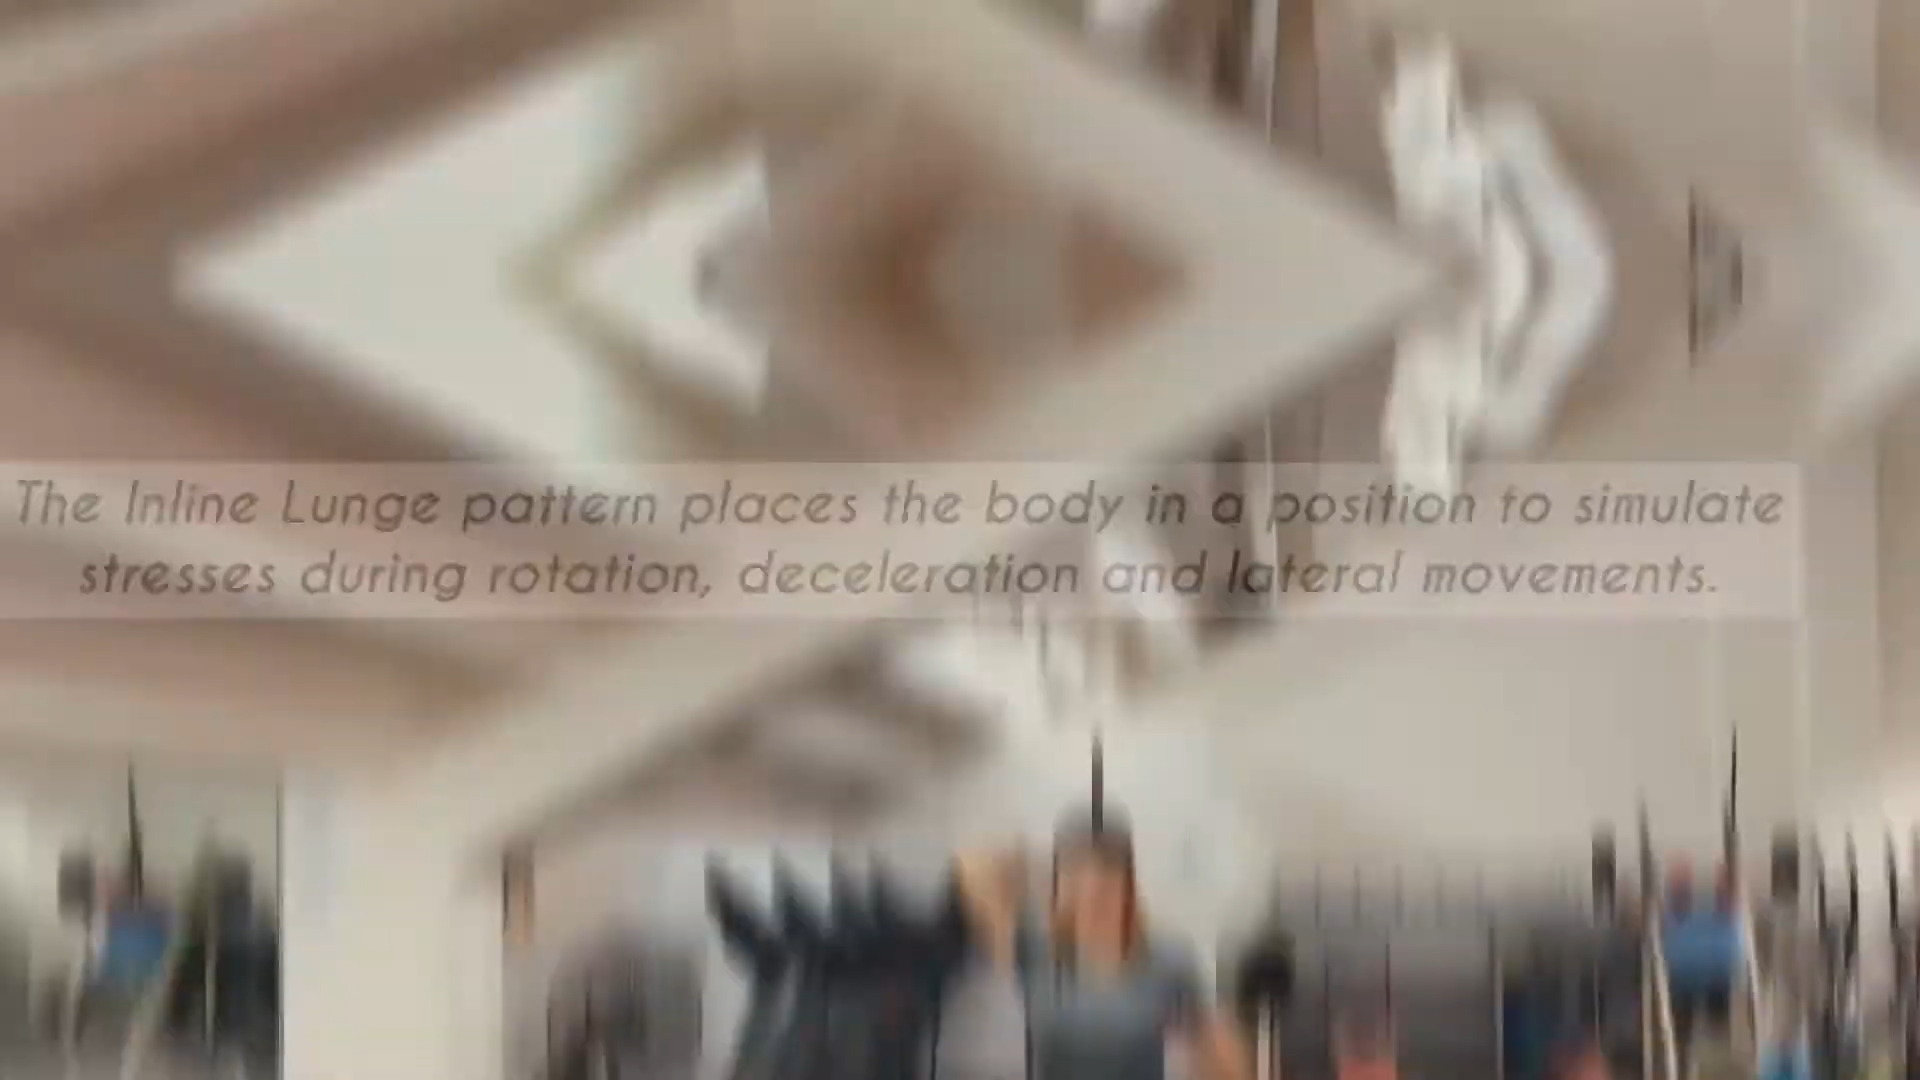 The Inline Lunge pattern places the body in a position to simulate
stresses during rotation, deceleration and lateral movements.